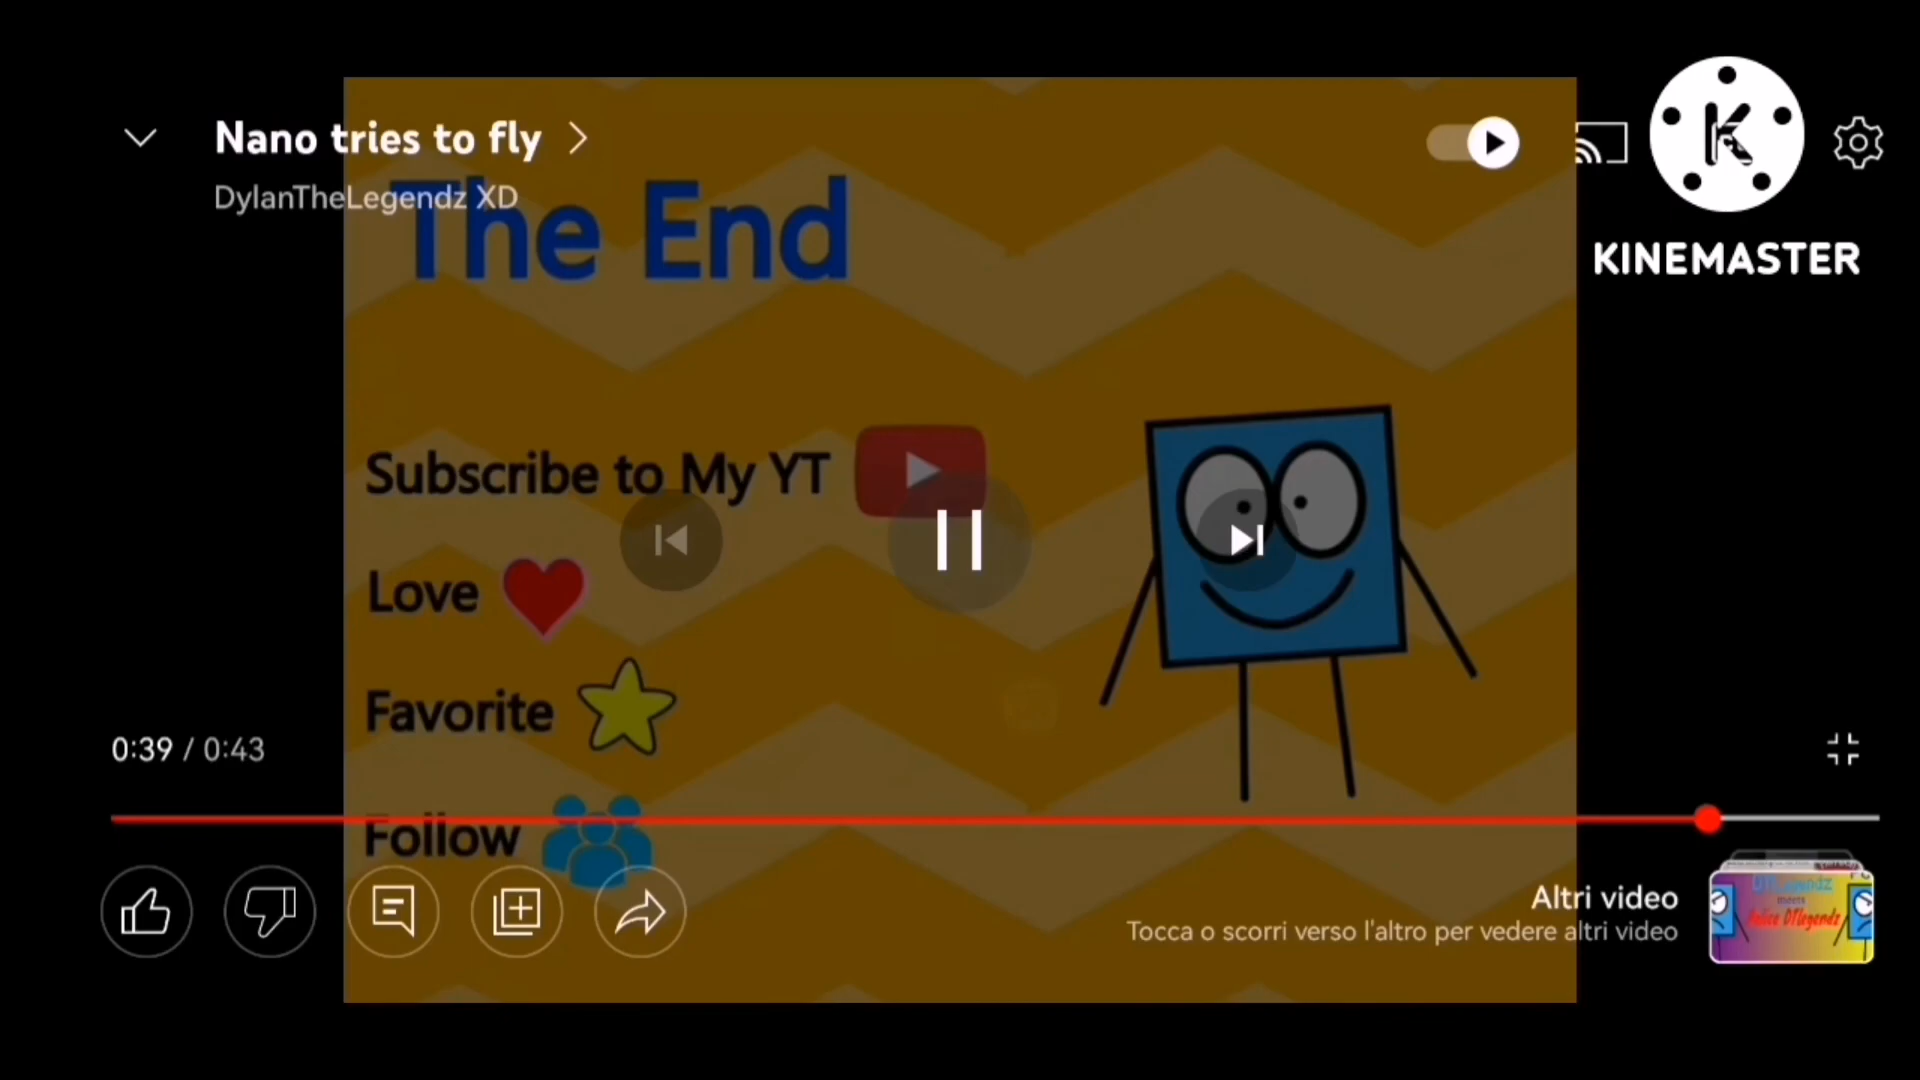 Nano tries to fly
DylanTheLegendz XD
The End
KINEMASTER
Subscribe to My YT
Love
Favorite
0:39 / 0:43
Follow
Altri video
Tocca o scorri verso l'altro per vedere altri video
meets